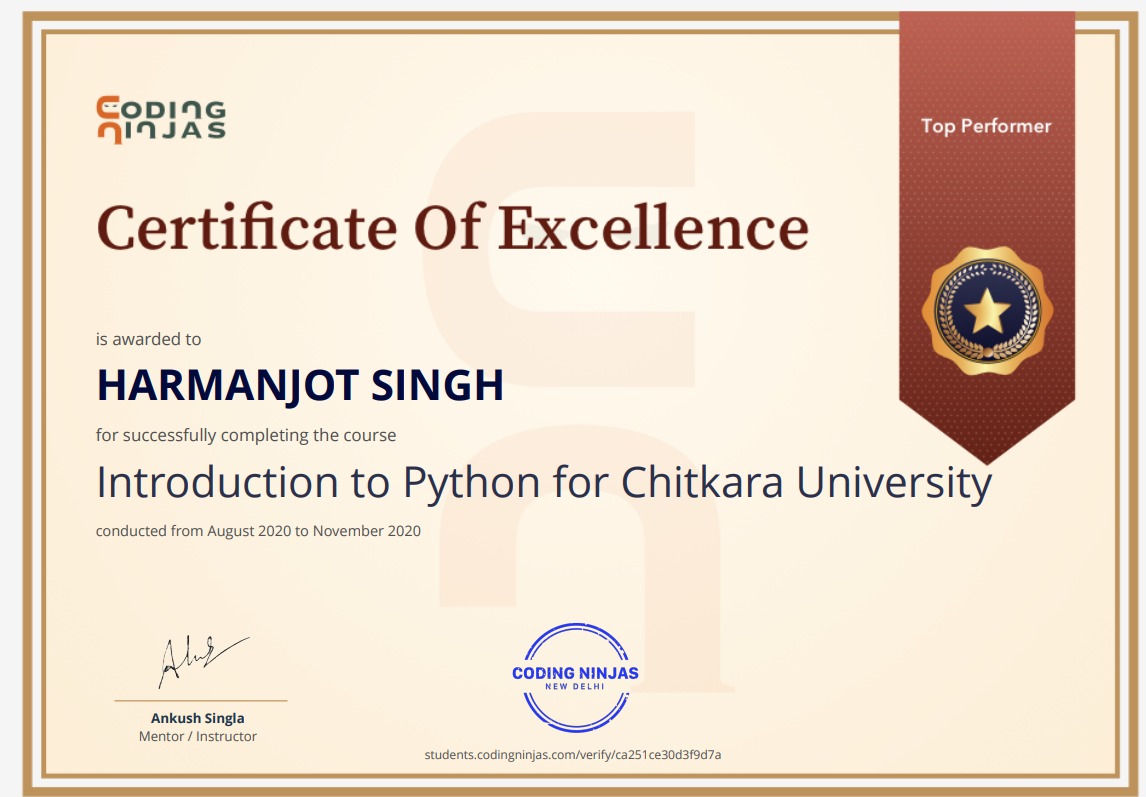 CODING
NINJAS
Top Performer
Certificate Of Excellence
is awarded to
HARMANJOT SINGH
for successfully completing the course
Introduction to Python for Chitkara University
conducted from August 2020 to November 2020
Ankush Singla
Mentor / Instructor
CODING NINJAS
NEW DELHI
students.codingninjas.com/verify/ca251ce30d3f9d7a